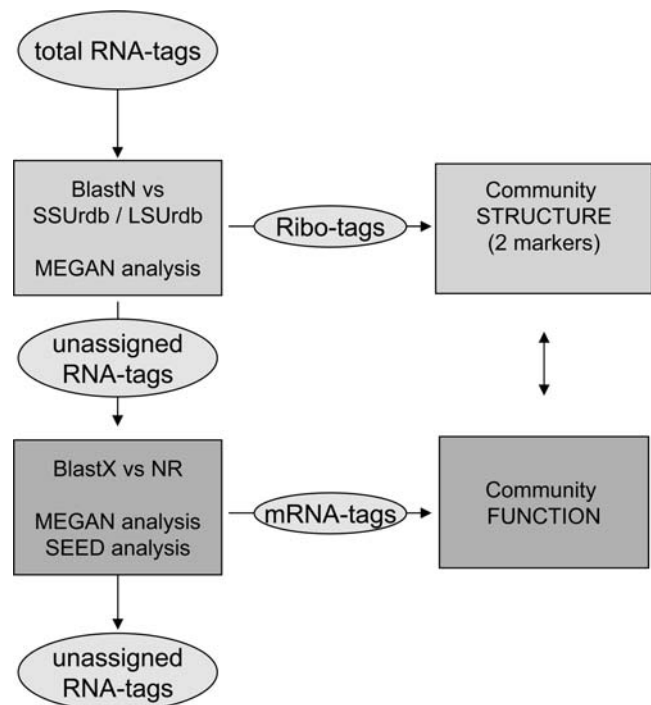 total RNA-tags
BlastN vs
SSUrdb / LSUrdb
MEGAN analysis
Ribo-tags
Community
STRUCTURE
(2 markers)
unassigned
RNA-tags
BlastX vs NR
MEGAN analysis
SEED analysis
mRNA-tags
Community
FUNCTION
unassigned
RNA-tags